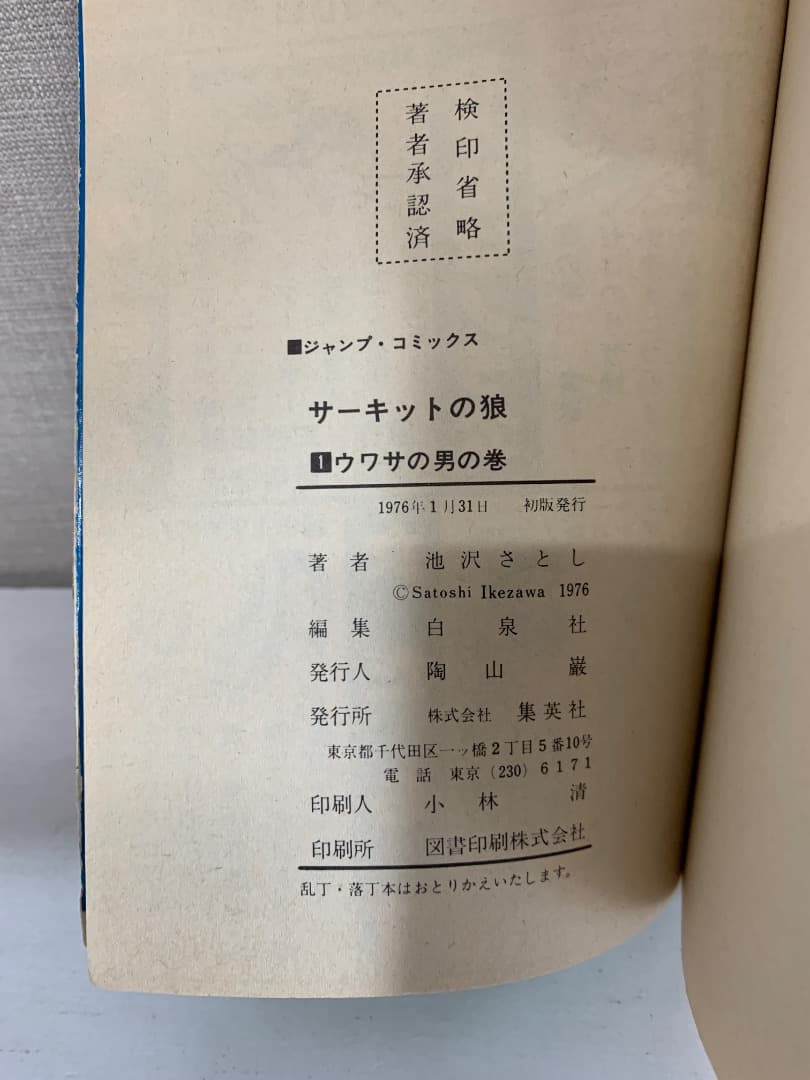 検印省略
著者承認済
■ジャンプ・コミックス
サーキットの狼
1ウワサの男の巻
1976年1月31日 初版発行
著者 池沢さとし
©Satoshi Ikezawa 1976
編集 白泉社
発行人 陶山巌
発行所 株式会社 集英社
東京都千代田区一ッ橋2丁目5番10号
電話 東京(230)6171
印刷人 小林清
印刷所 図書印刷株式会社
乱丁・落丁本はおとりかえいたします。